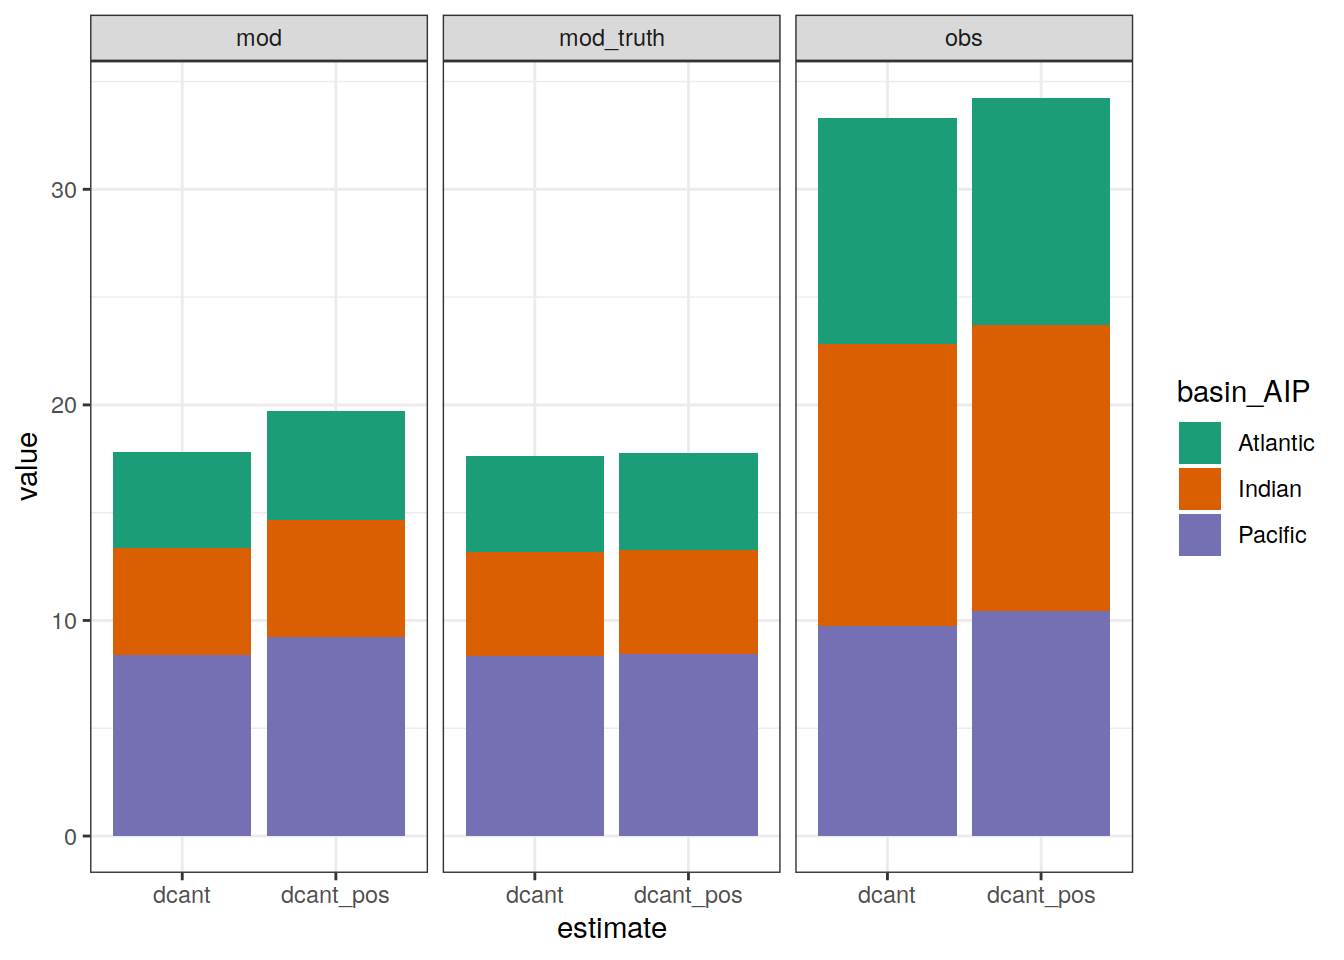 mod
mod_truth
obs
value
30
20
10
0
dcant
dcant_pos
dcant
dcant_pos
dcant
dcant_pos
estimate
basin_AIP
Atlantic
Indian
Pacific